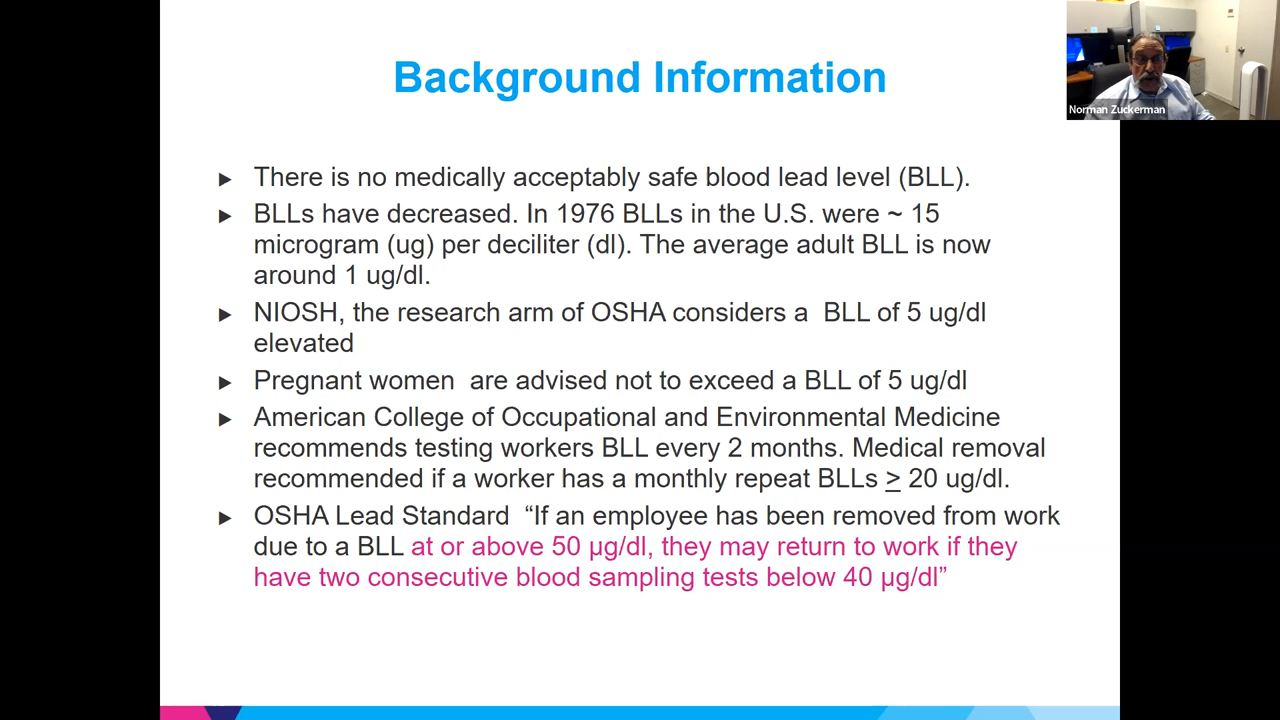 Background Information
Norman Zuckerman
► There is no medically acceptably safe blood lead level (BLL).
► BLLs have decreased. In 1976 BLLs in the U.S. were ~ 15
microgram (ug) per deciliter (dl). The average adult BLL is now
around 1 ug/dl.
► NIOSH, the research arm of OSHA considers a  BLL of 5 ug/dl
elevated
► Pregnant women  are advised not to exceed a BLL of 5 ug/dl
► American College of Occupational and Environmental Medicine
recommends testing workers BLL every 2 months. Medical removal
recommended if a worker has a monthly repeat BLLs ≥ 20 ug/dl.
► OSHA Lead Standard  “If an employee has been removed from work
due to a BLL at or above 50 µg/dl, they may return to work if they
have two consecutive blood sampling tests below 40 µg/dl”